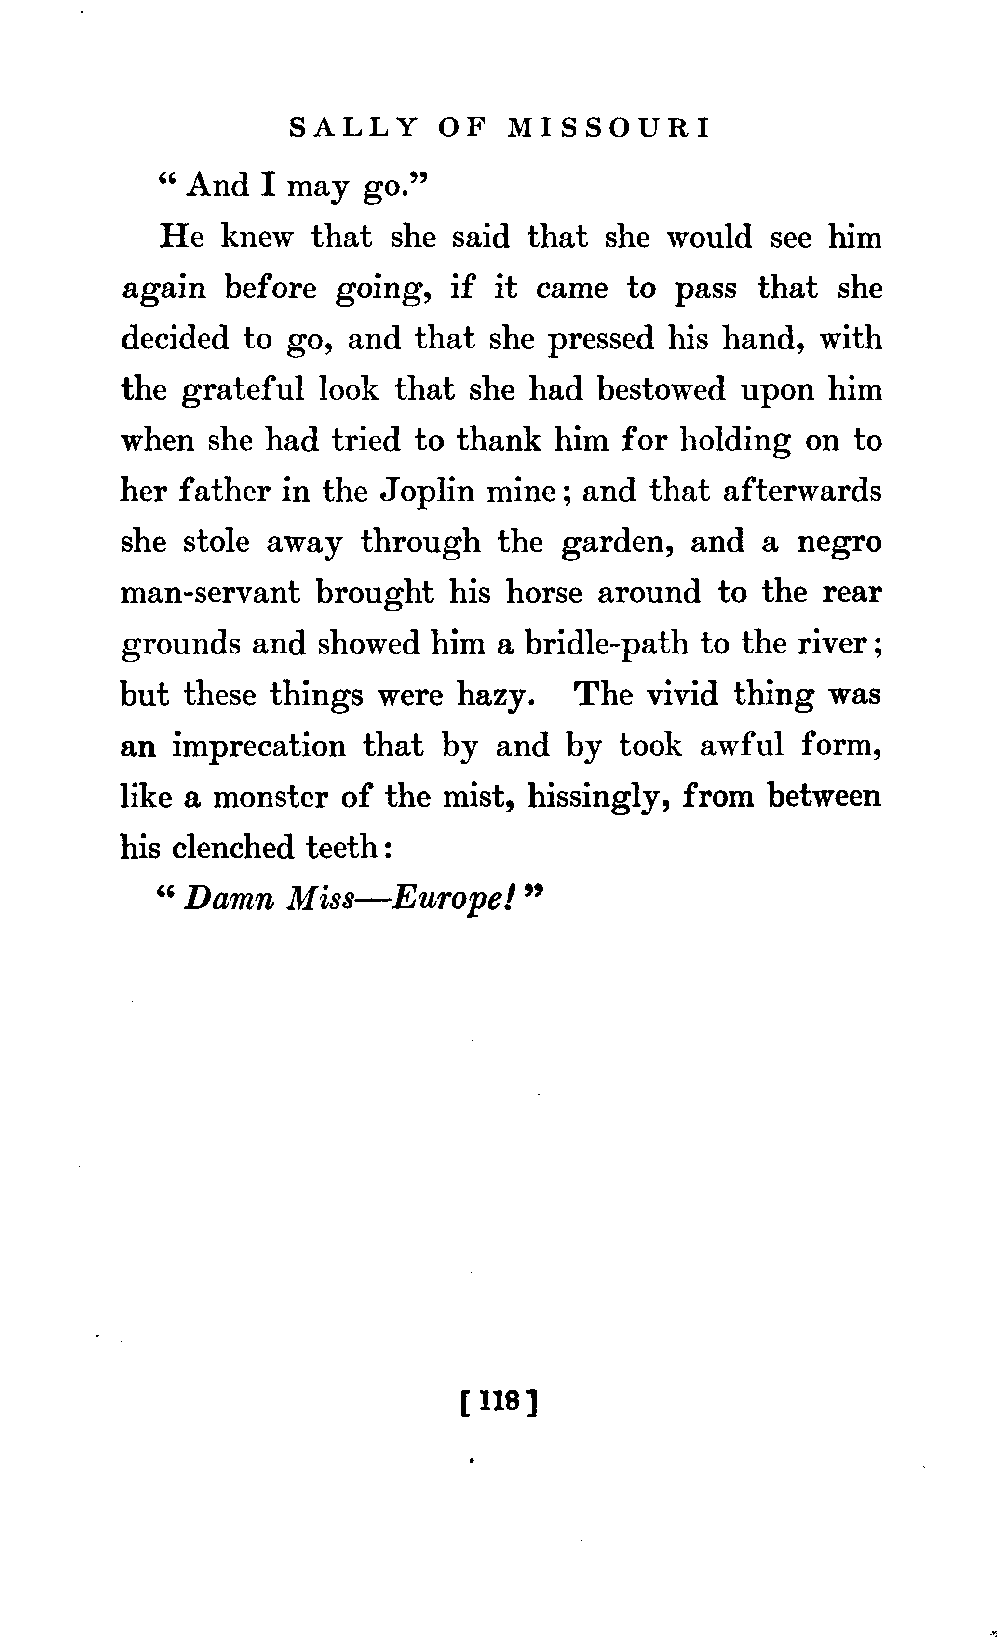 SALLY OF MISSOURI
“ And I may go.”
He knew that she said that she would see him
again before going, if it came to pass that she
decided to go, and that she pressed his hand, with
the grateful look that she had bestowed upon him
when she had tried to thank him for holding on to
her father in the Joplin mine; and that afterwards
she stole away through the garden, and a negro
man-servant brought his horse around to the rear
grounds and showed him a bridle-path to the river;
but these things were hazy. The vivid thing was
an imprecation that by and by took awful form,
like a monster of the mist, hissingly, from between
his clenched teeth:
“ Damn Miss—Europe! ”
[ 118 ]